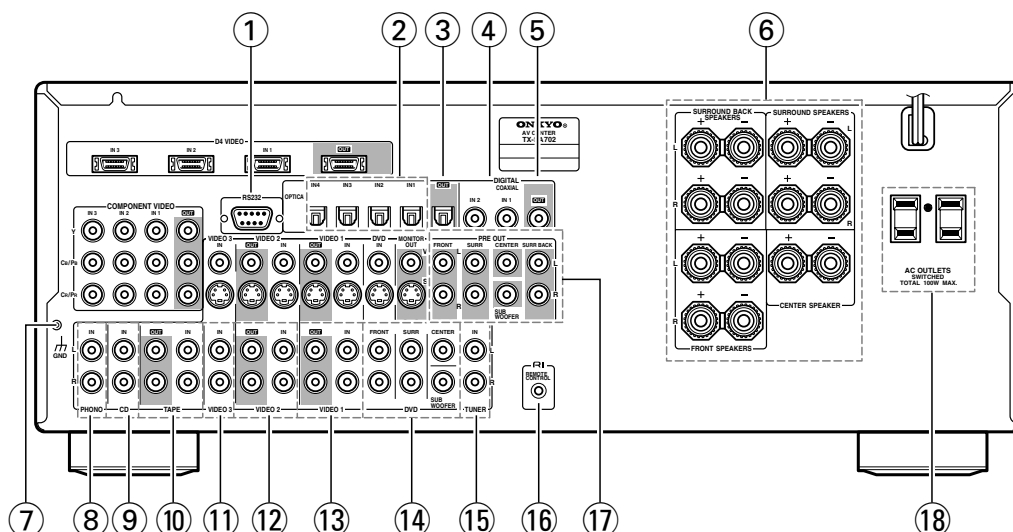 ① ② ③ ④ ⑤ ⑥
ONKYO®
AV CENTER
D4 VIDEO
IN 3 IN 2 IN 1 OUT
RS232
OPTICAL
IN4 IN3 IN2 IN1 OUT
DIGITAL
COAXIAL
IN 2 IN 1 OUT
COMPONENT VIDEO
IN 3 IN 2 IN 1 OUT
Y
CB/PB
CR/PR
VIDEO 3 VIDEO 2 VIDEO 1 DVD MONITOR
IN OUT IN OUT IN IN OUT
V
S
PRE OUT
FRONT SURR CENTER SURR BACK
L L
R R
SUB
WOOFER
SURROUND BACK
SPEAKERS
SURROUND SPEAKERS
+ − + −
L L
+ − + −
R R
+ − + −
L
CENTER SPEAKER
+ −
R
FRONT SPEAKERS
AC OUTLETS
SWITCHED
TOTAL 100W MAX.
GND
IN IN OUT IN IN OUT IN OUT IN FRONT SURR CENTER IN
L L
R R
SUB
WOOFER
PHONO CD TAPE VIDEO 3 VIDEO 2 VIDEO 1 DVD TUNER
RI
REMOTE
CONTROL
⑦ ⑧ ⑨ ⑩ ⑪ ⑫ ⑬ ⑭ ⑮ ⑯ ⑰ ⑱